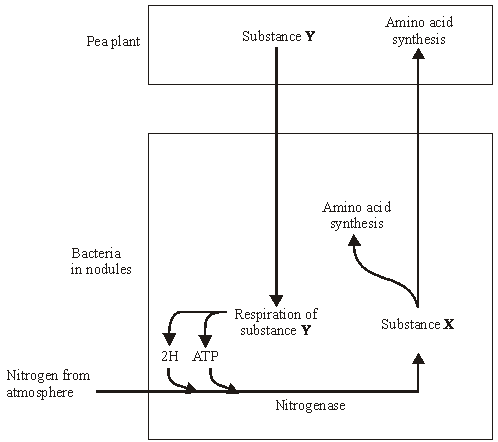 Pea plant
Substance Y
Amino acid
synthesis
Amino acid
synthesis
Bacteria
in nodules
Respiration of
substance Y
Substance X
2H
ATP
Nitrogen from
atmosphere
Nitrogenase